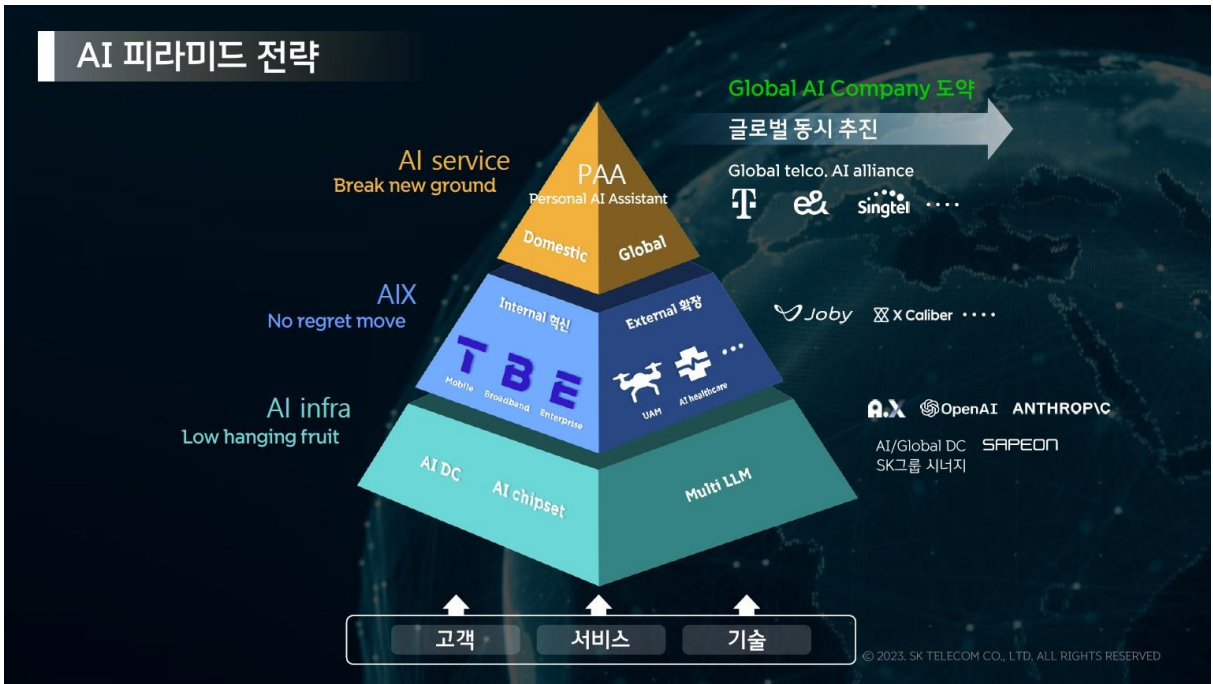 AI 피라미드 전략
Global AI Company 도약
글로벌 동시 추진
Global telco. AI alliance
T e& Singtel ····
AI service
Break new ground
PAA
Personal AI Assistant
Domestic
Global
AIX
No regret move
Internal 혁신
T B E
Mobile
Broadband
Enterprise
External 확장
···
UAM
AI healthcare
Joby X Caliber ····
AI infra
Low hanging fruit
AI DC
AI chipset
Multi LLM
A.X OpenAI ANTHROP\C
AI/Global DC SAPEON
SK그룹 시너지
고객
서비스
기술
© 2023. SK TELECOM CO., LTD. ALL RIGHTS RESERVED